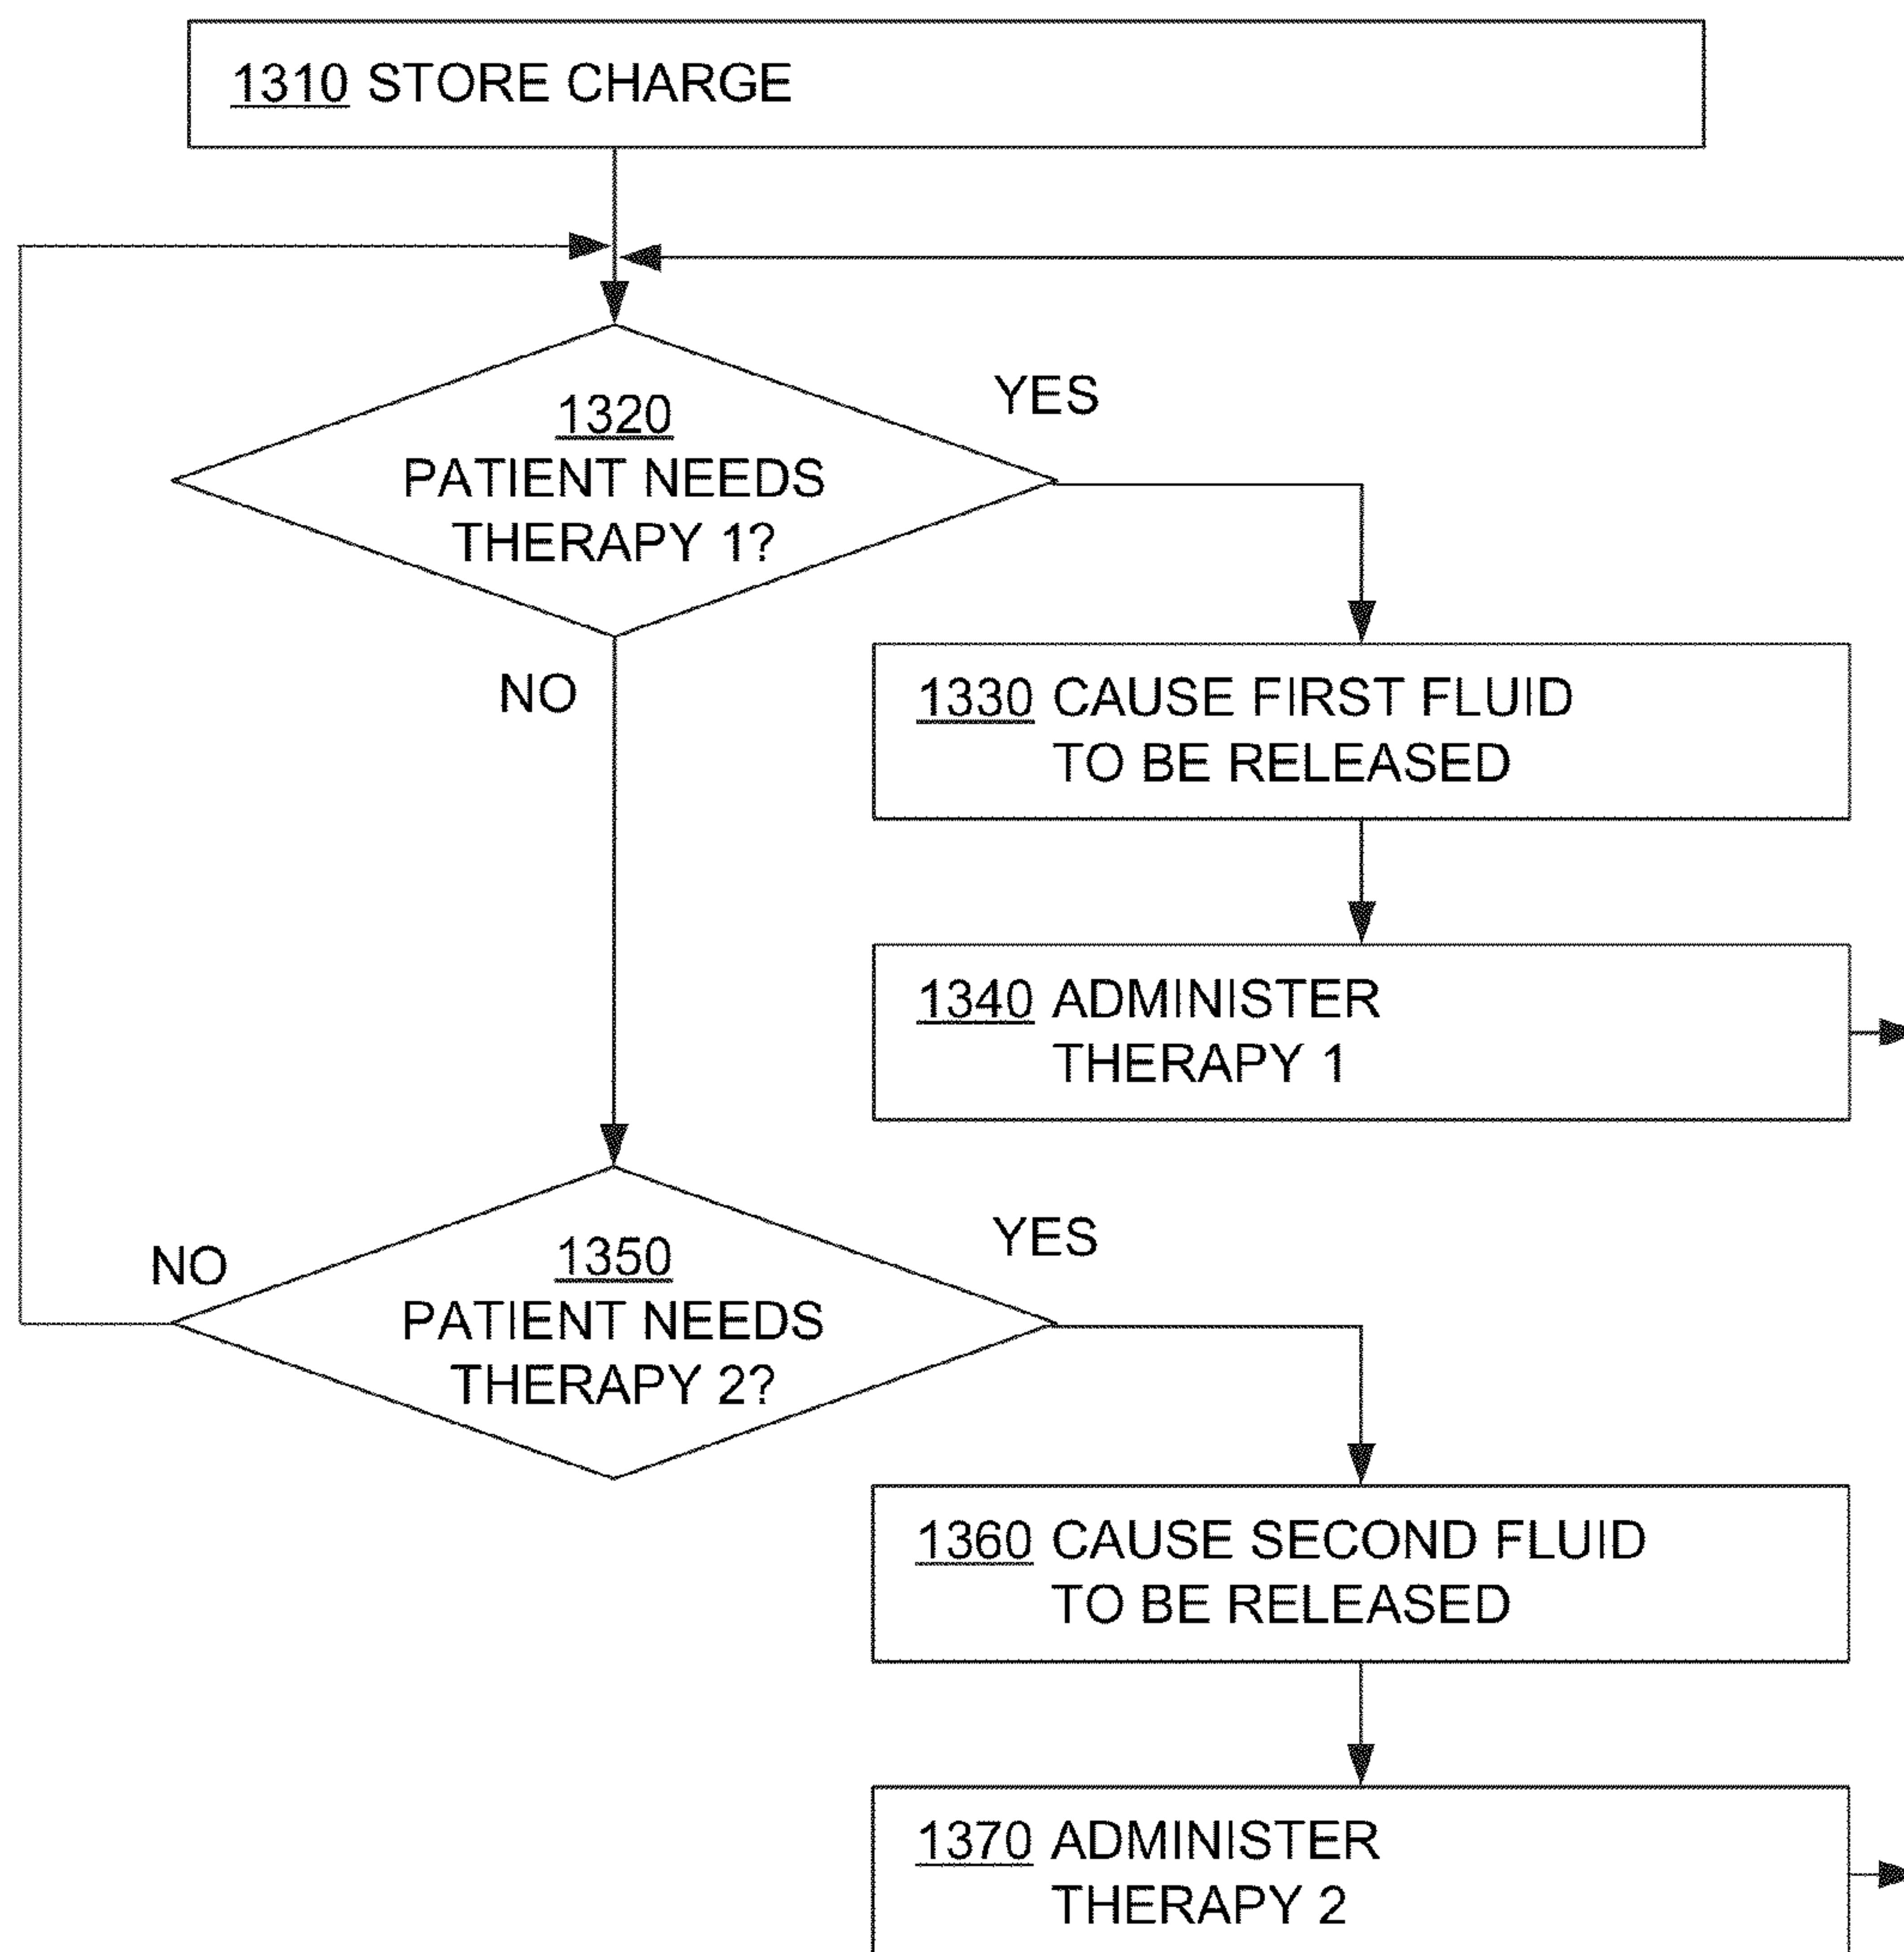 1310 STORE CHARGE
YES
1320
PATIENT NEEDS
THERAPY 1?
NO
1330 CAUSE FIRST FLUID
TO BE RELEASED
1340 ADMINISTER
THERAPY 1
YES
1350
NO
PATIENT NEEDS
THERAPY 2?
1360 CAUSE SECOND FLUID
TO BE RELEASED
1370 ADMINISTER
THERAPY 2